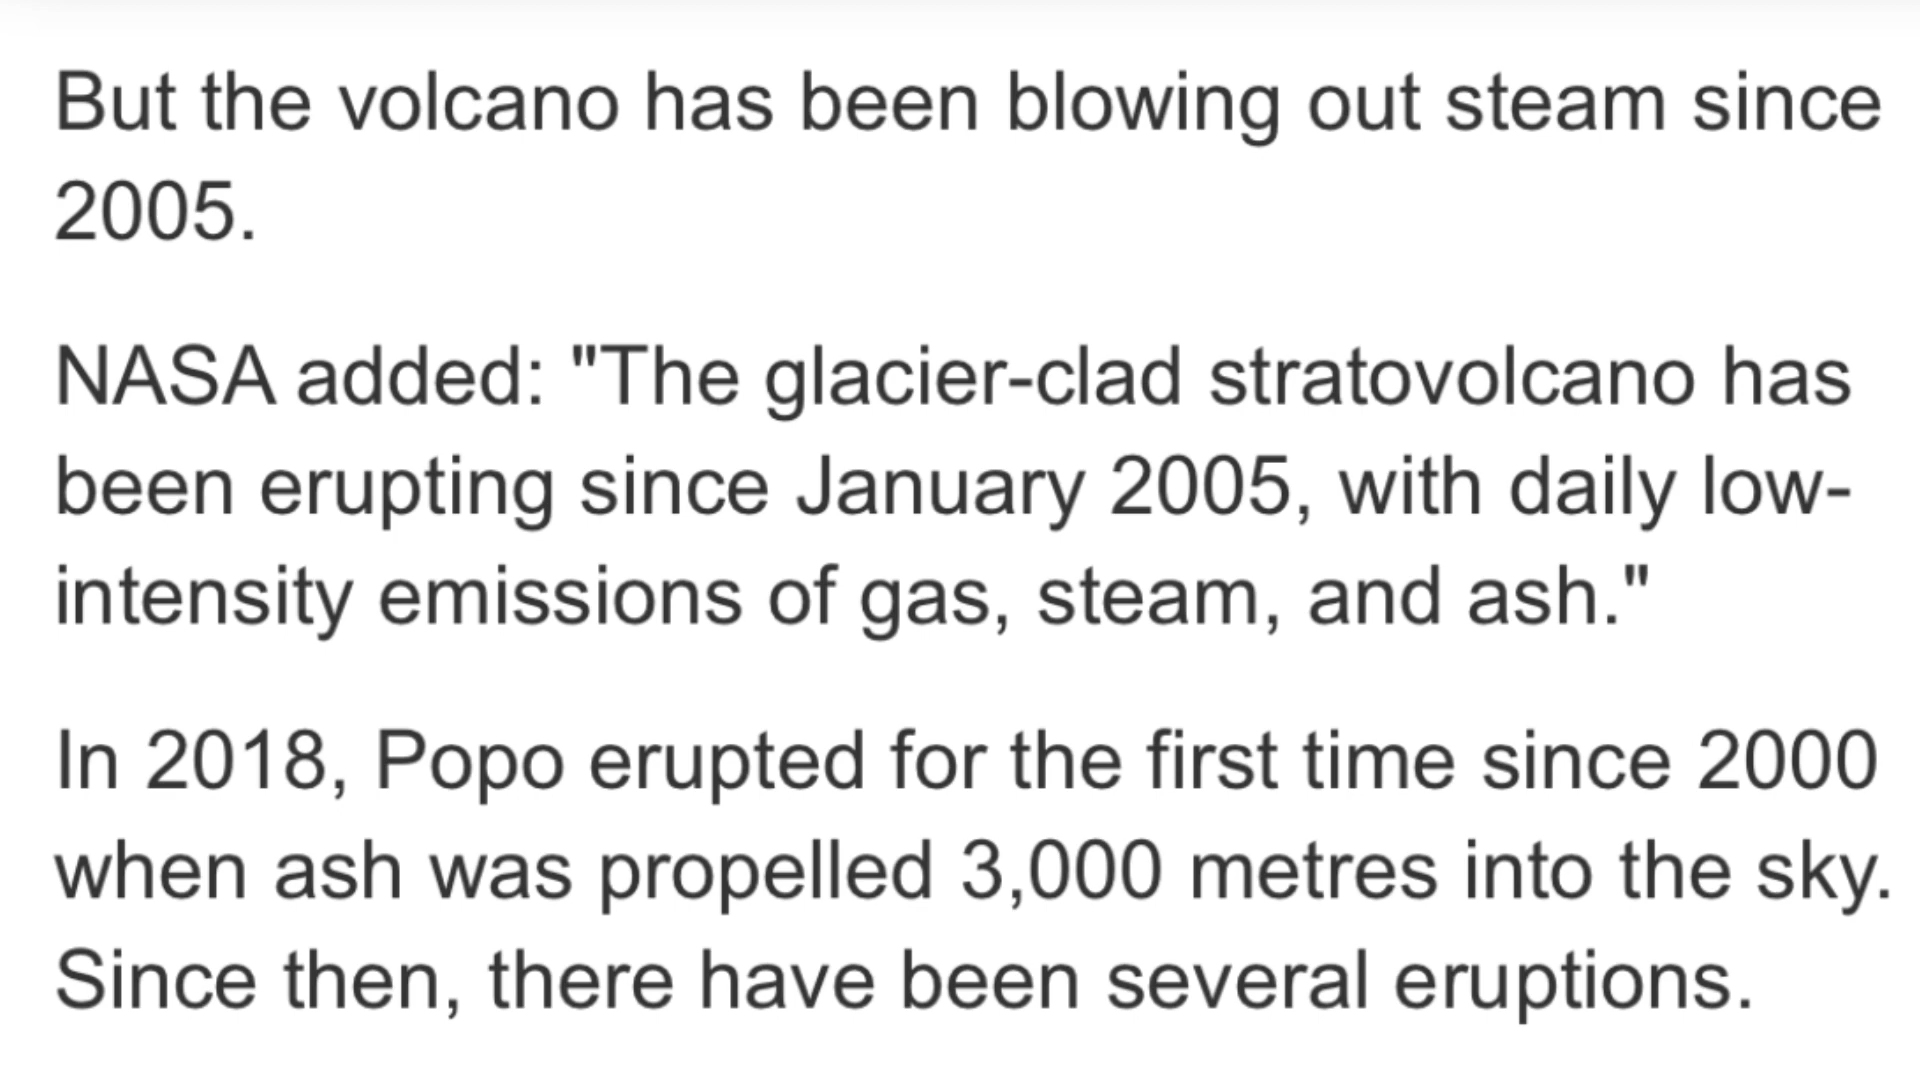 But the volcano has been blowing out steam since
2005.
NASA added: "The glacier-clad stratovolcano has
been erupting since January 2005, with daily low-
intensity emissions of gas, steam, and ash."
In 2018, Popo erupted for the first time since 2000
when ash was propelled 3,000 metres into the sky.
Since then, there have been several eruptions.